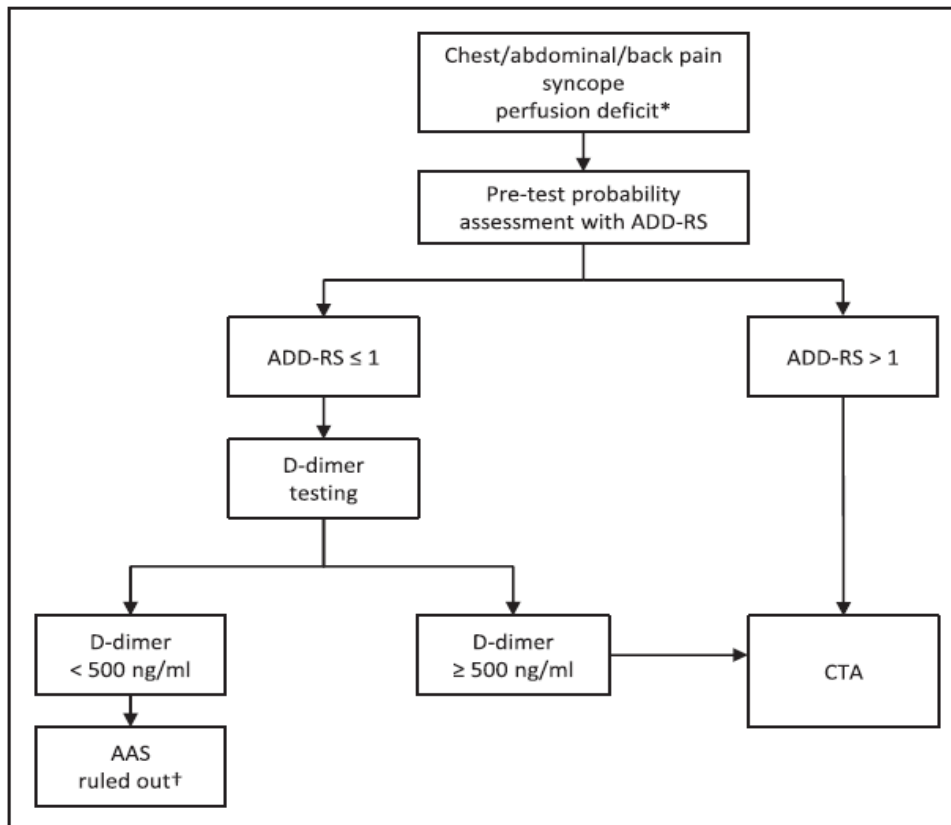 Chest/abdominal/back pain
syncope
perfusion deficit*
Pre-test probability
assessment with ADD-RS
ADD-RS ≤ 1
ADD-RS > 1
D-dimer
testing
D-dimer
< 500 ng/ml
D-dimer
≥ 500 ng/ml
CTA
AAS
ruled out†